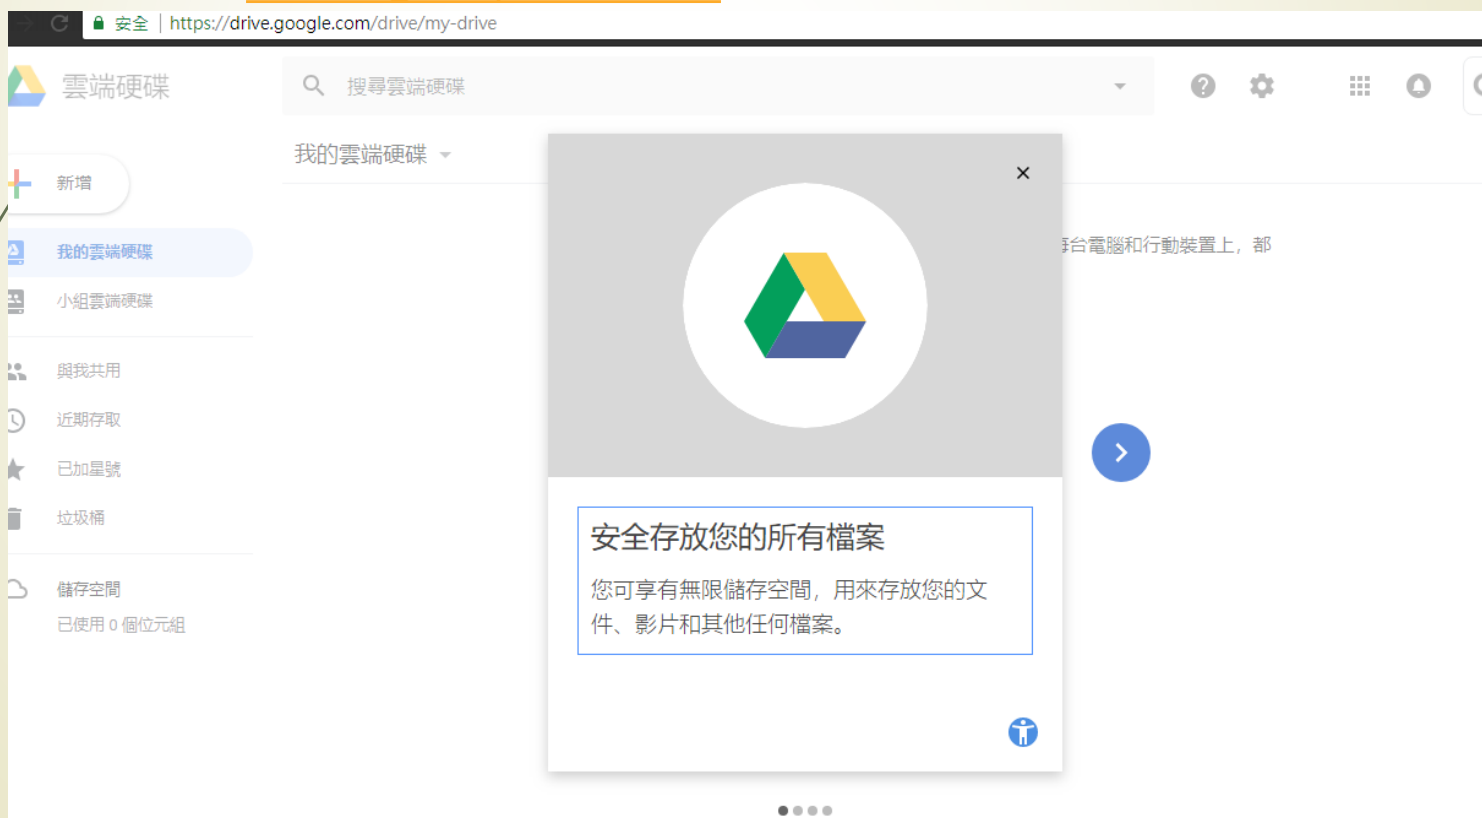 安全 | https://drive.google.com/drive/my-drive
雲端硬碟
搜尋雲端硬碟
我的雲端硬碟
新增
我的雲端硬碟
小組雲端硬碟
與我共用
近期存取
已加星號
垃圾桶
儲存空間
已使用 0 個位元組
台電腦和行動裝置上，都
安全存放您的所有檔案
您可享有無限儲存空間，用來存放您的文
件、影片和其他任何檔案。